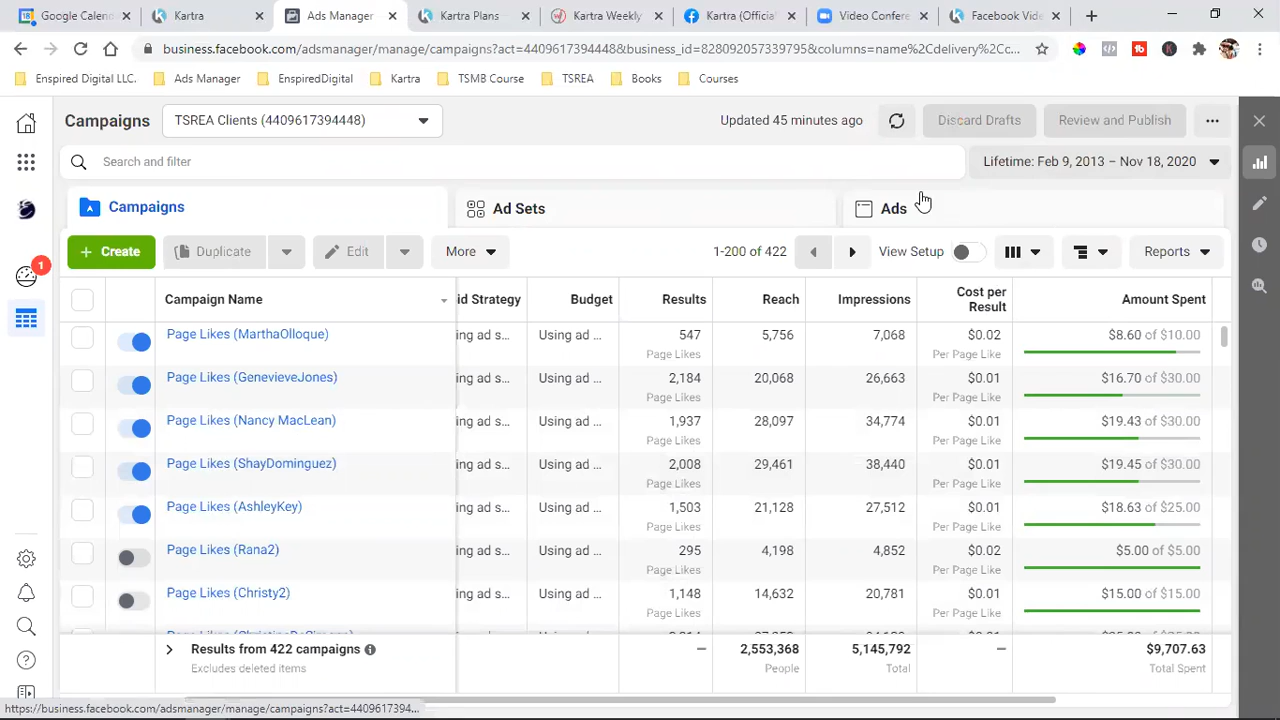 Google Calendar
Kartra
Ads Manager
Kartra Plans –
Kartra Weekly
Kartra (Official
Video Confere
Facebook Vide
business.facebook.com/adsmanager/manage/campaigns?act=4409617394448&business_id=828092057339795&columns=name%2Cdelivery%2Cc...
Enspired Digital LLC.
Ads Manager
EnspiredDigital
Kartra
TSMB Course
TSREA
Books
Courses
Campaigns
TSREA Clients (4409617394448)
Updated 45 minutes ago
Discard Drafts
Review and Publish
Search and filter
Lifetime: Feb 9, 2013 – Nov 18, 2020
Campaigns
Ad Sets
Ads
1
+ Create
Duplicate
Edit
More
1-200 of 422
View Setup
Reports
Campaign Name
id Strategy
Budget
Results
Reach
Impressions
Cost per
Result
Amount Spent
Page Likes (MarthaOlloque)
ing ad s...
Using ad ...
547
5,756
7,068
$0.02
$8.60 of $10.00
Page Likes
Per Page Like
Page Likes (GenevieveJones)
ing ad s...
Using ad ...
2,184
20,068
26,663
$0.01
$16.70 of $30.00
Page Likes
Per Page Like
Page Likes (Nancy MacLean)
ing ad s...
Using ad ...
1,937
28,097
34,774
$0.01
$19.43 of $30.00
Page Likes
Per Page Like
Page Likes (ShayDominguez)
ing ad s...
Using ad ...
2,008
29,461
38,440
$0.01
$19.45 of $30.00
Page Likes
Per Page Like
Page Likes (AshleyKey)
ing ad s...
Using ad ...
1,503
21,128
27,512
$0.01
$18.63 of $25.00
Page Likes
Per Page Like
Page Likes (Rana2)
ing ad s...
Using ad ...
295
4,198
4,852
$0.02
$5.00 of $5.00
Page Likes
Per Page Like
Page Likes (Christy2)
ing ad s...
Using ad ...
1,148
14,632
20,781
$0.01
$15.00 of $15.00
Page Likes
Per Page Like
Results from 422 campaigns
—
2,553,368
5,145,792
—
$9,707.63
Excludes deleted items
People
Total
Total Spent
https://business.facebook.com/adsmanager/manage/campaigns?act=4409617394...